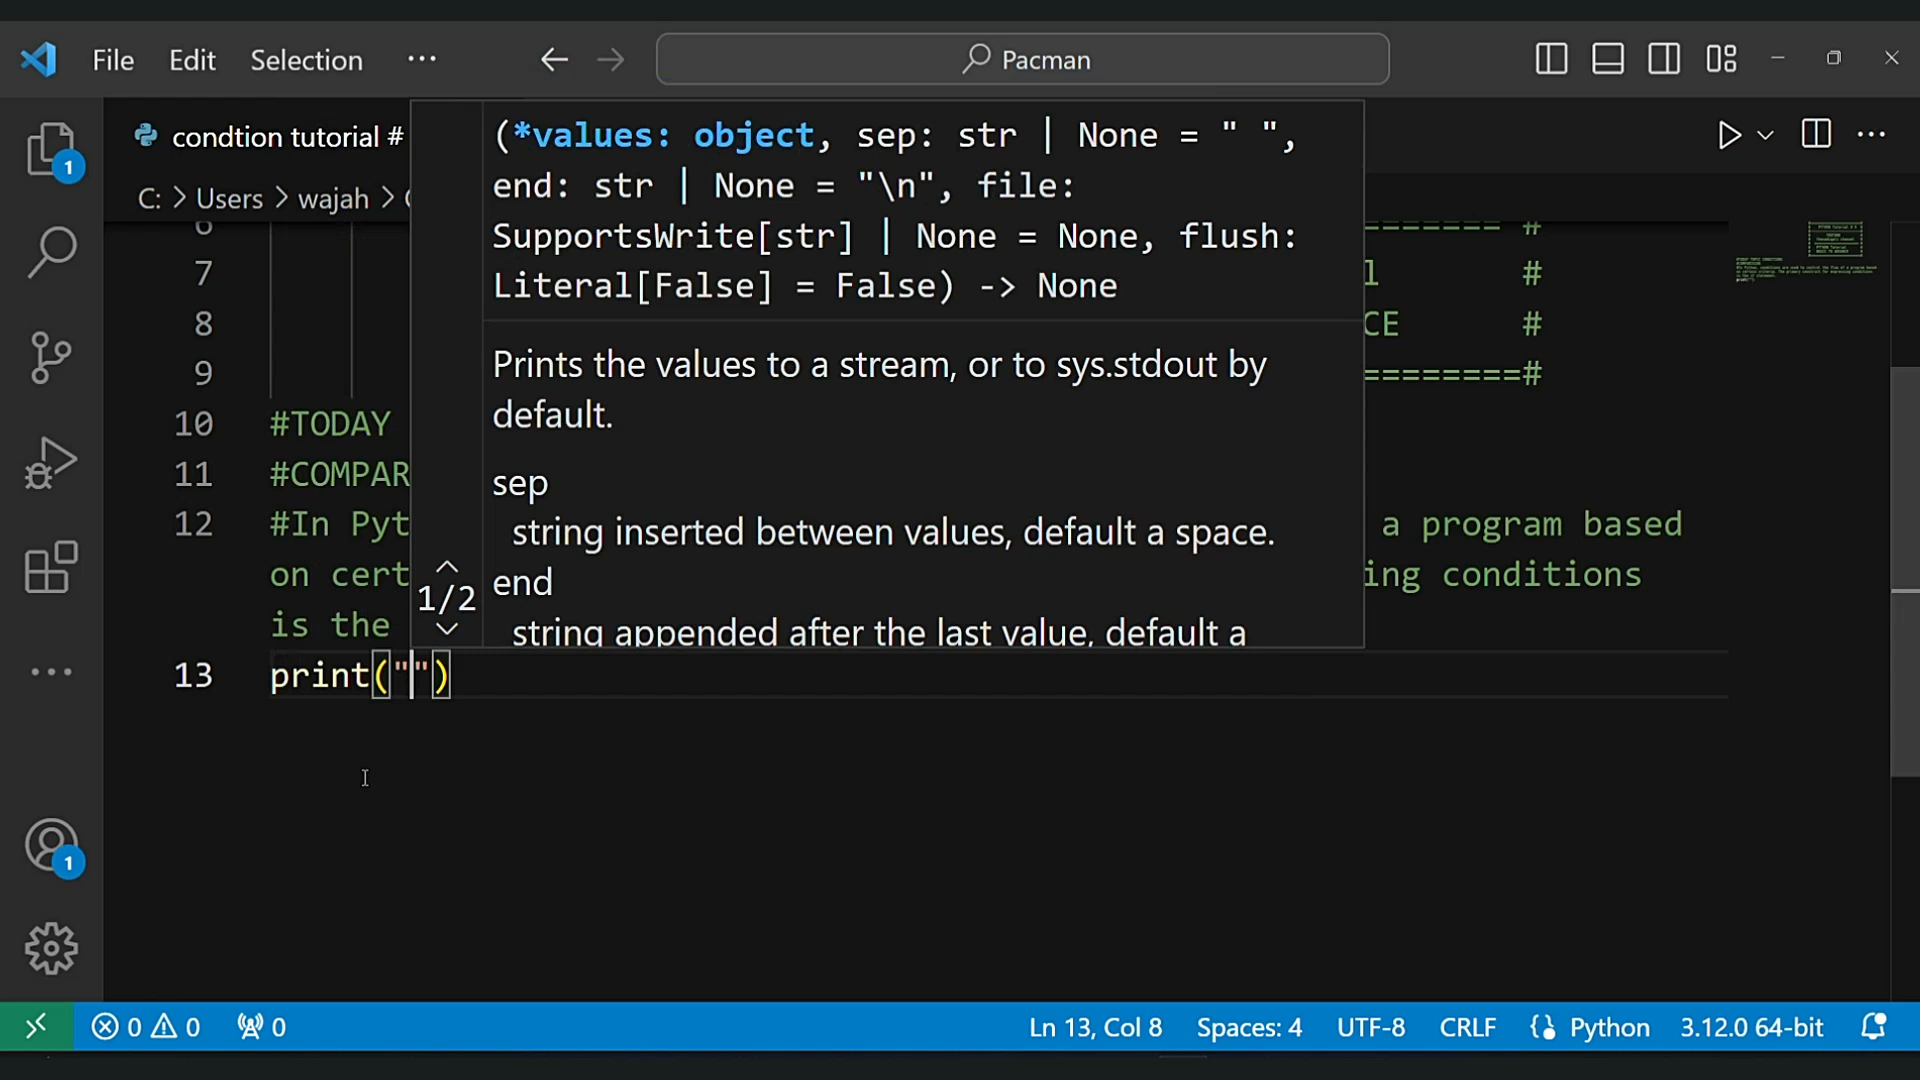 File Edit Selection ··· Pacman
condtion tutorial #
C: > Users > wajah >
(*values: object, sep: str | None = " ",
end: str | None = "\n", file:
SupportsWrite[str] | None = None, flush:
Literal[False] = False) -> None
Prints the values to a stream, or to sys.stdout by
default.
sep
string inserted between values, default a space.
end
string appended after the last value, default a
1/2
6 ======= #
7 l #
8 CE #
9 ========#
10 #TODAY
11 #COMPAR
12 #In Pyt a program based
on cert ing conditions
is the
13 print("")
1
1
0 0 0 Ln 13, Col 8 Spaces: 4 UTF-8 CRLF Python 3.12.0 64-bit